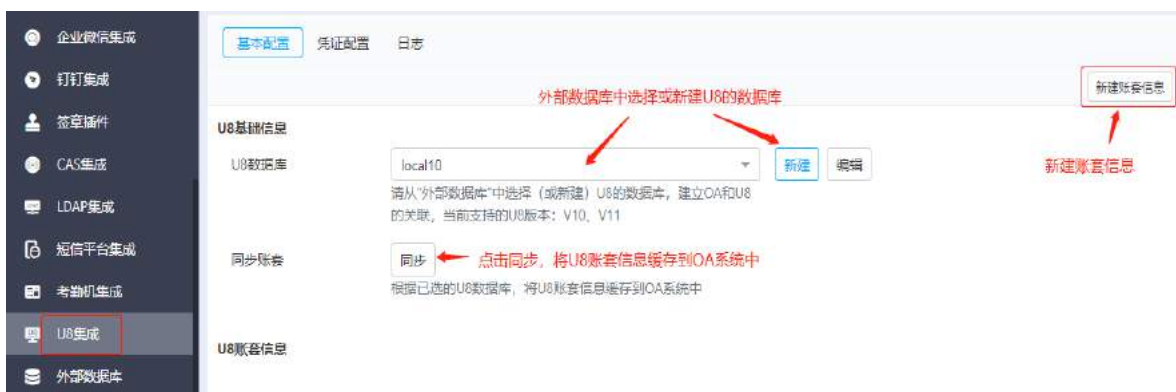 企业微信集成
钉钉集成
签章插件
CAS集成
LDAP集成
短信平台集成
考勤机集成
U8集成
外部数据库
基本配置 凭证配置 日志
新建账套信息
外部数据库中选择或新建U8的数据库
新建账套信息
U8基础信息
U8数据库 local10 新建 编辑
请从“外部数据库”中选择（或新建）U8的数据库，建立OA和U8
的关联，当前支持的U8版本：V10、V11
同步账套 同步 点击同步，将U8账套信息缓存到OA系统中
根据已选的U8数据库，将U8账套信息缓存到OA系统中
U8账套信息